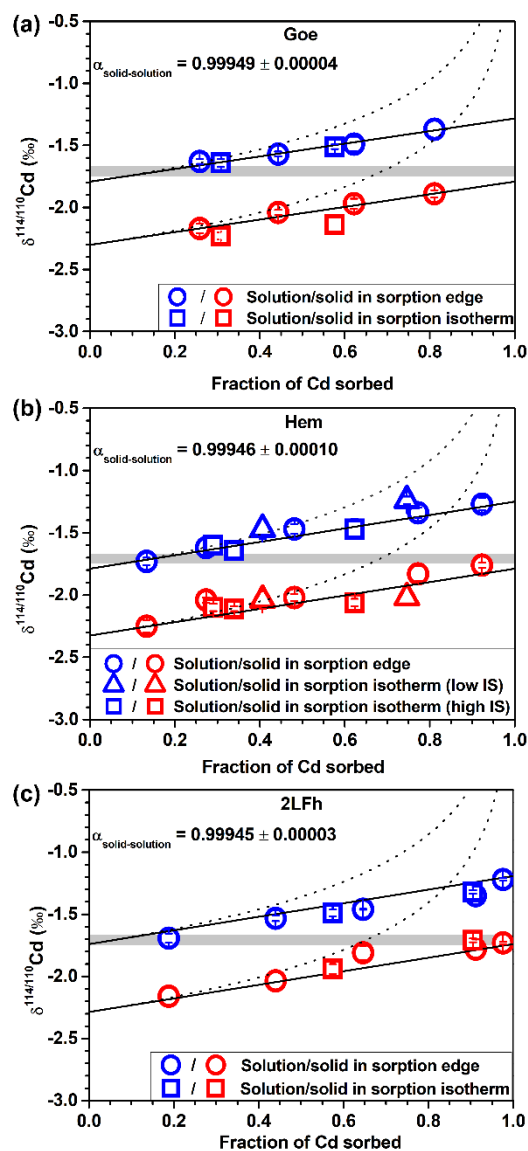 (a)
Goe
αsolid-solution = 0.99949 ± 0.00004
δ114/110Cd (‰)
-0.5
-1.0
-1.5
-2.0
-2.5
-3.0
/ Solution/solid in sorption edge
/ Solution/solid in sorption isotherm
0.0 0.2 0.4 0.6 0.8 1.0
Fraction of Cd sorbed
(b)
Hem
αsolid-solution = 0.99946 ± 0.00010
δ114/110Cd (‰)
-0.5
-1.0
-1.5
-2.0
-2.5
-3.0
/ Solution/solid in sorption edge
/ Solution/solid in sorption isotherm (low IS)
/ Solution/solid in sorption isotherm (high IS)
0.0 0.2 0.4 0.6 0.8 1.0
Fraction of Cd sorbed
(c)
2LFh
αsolid-solution = 0.99945 ± 0.00003
δ114/110Cd (‰)
-0.5
-1.0
-1.5
-2.0
-2.5
-3.0
/ Solution/solid in sorption edge
/ Solution/solid in sorption isotherm
0.0 0.2 0.4 0.6 0.8 1.0
Fraction of Cd sorbed